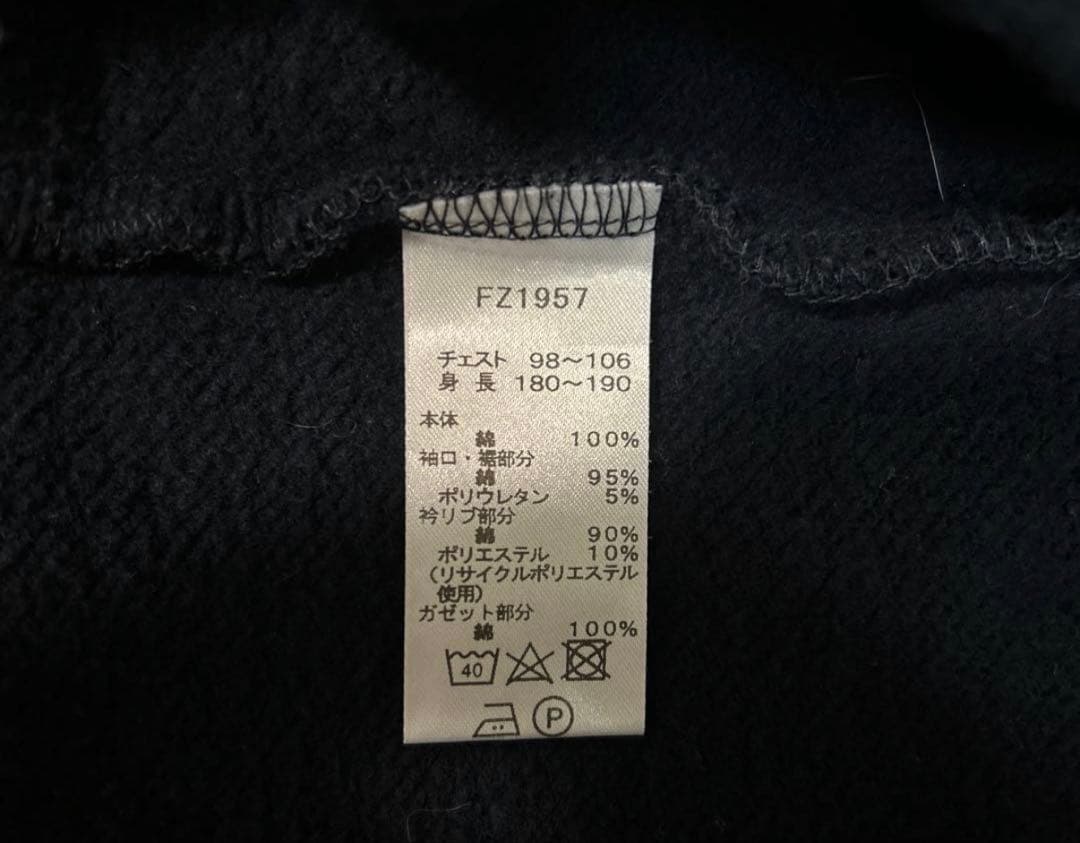 FZ1957
チェスト 98～106
身 長 180～190
本体
綿 100%
袖口・裾部分
綿 95%
ポリウレタン 5%
衿リブ部分
綿 90%
ポリエステル 10%
(リサイクルポリエステル
使用)
ガゼット部分
綿 100%
40
P